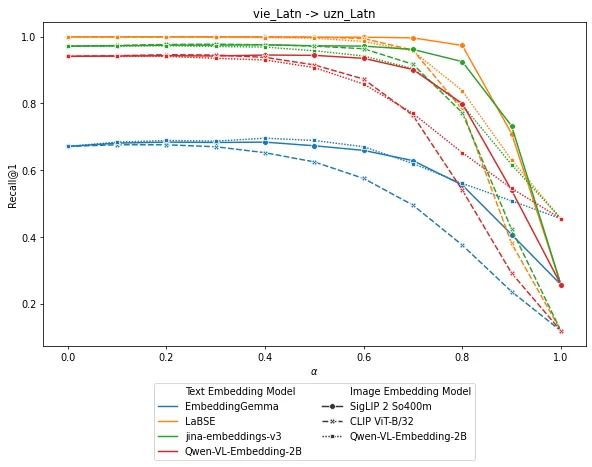 vie_Latn -> uzn_Latn
1.0
0.8
0.6
0.4
0.2
Recall@1
0.0 0.2 0.4 0.6 0.8 1.0
α
Text Embedding Model Image Embedding Model
EmbeddingGemma SigLIP 2 So400m
LaBSE CLIP ViT-B/32
jina-embeddings-v3 Qwen-VL-Embedding-2B
Qwen-VL-Embedding-2B